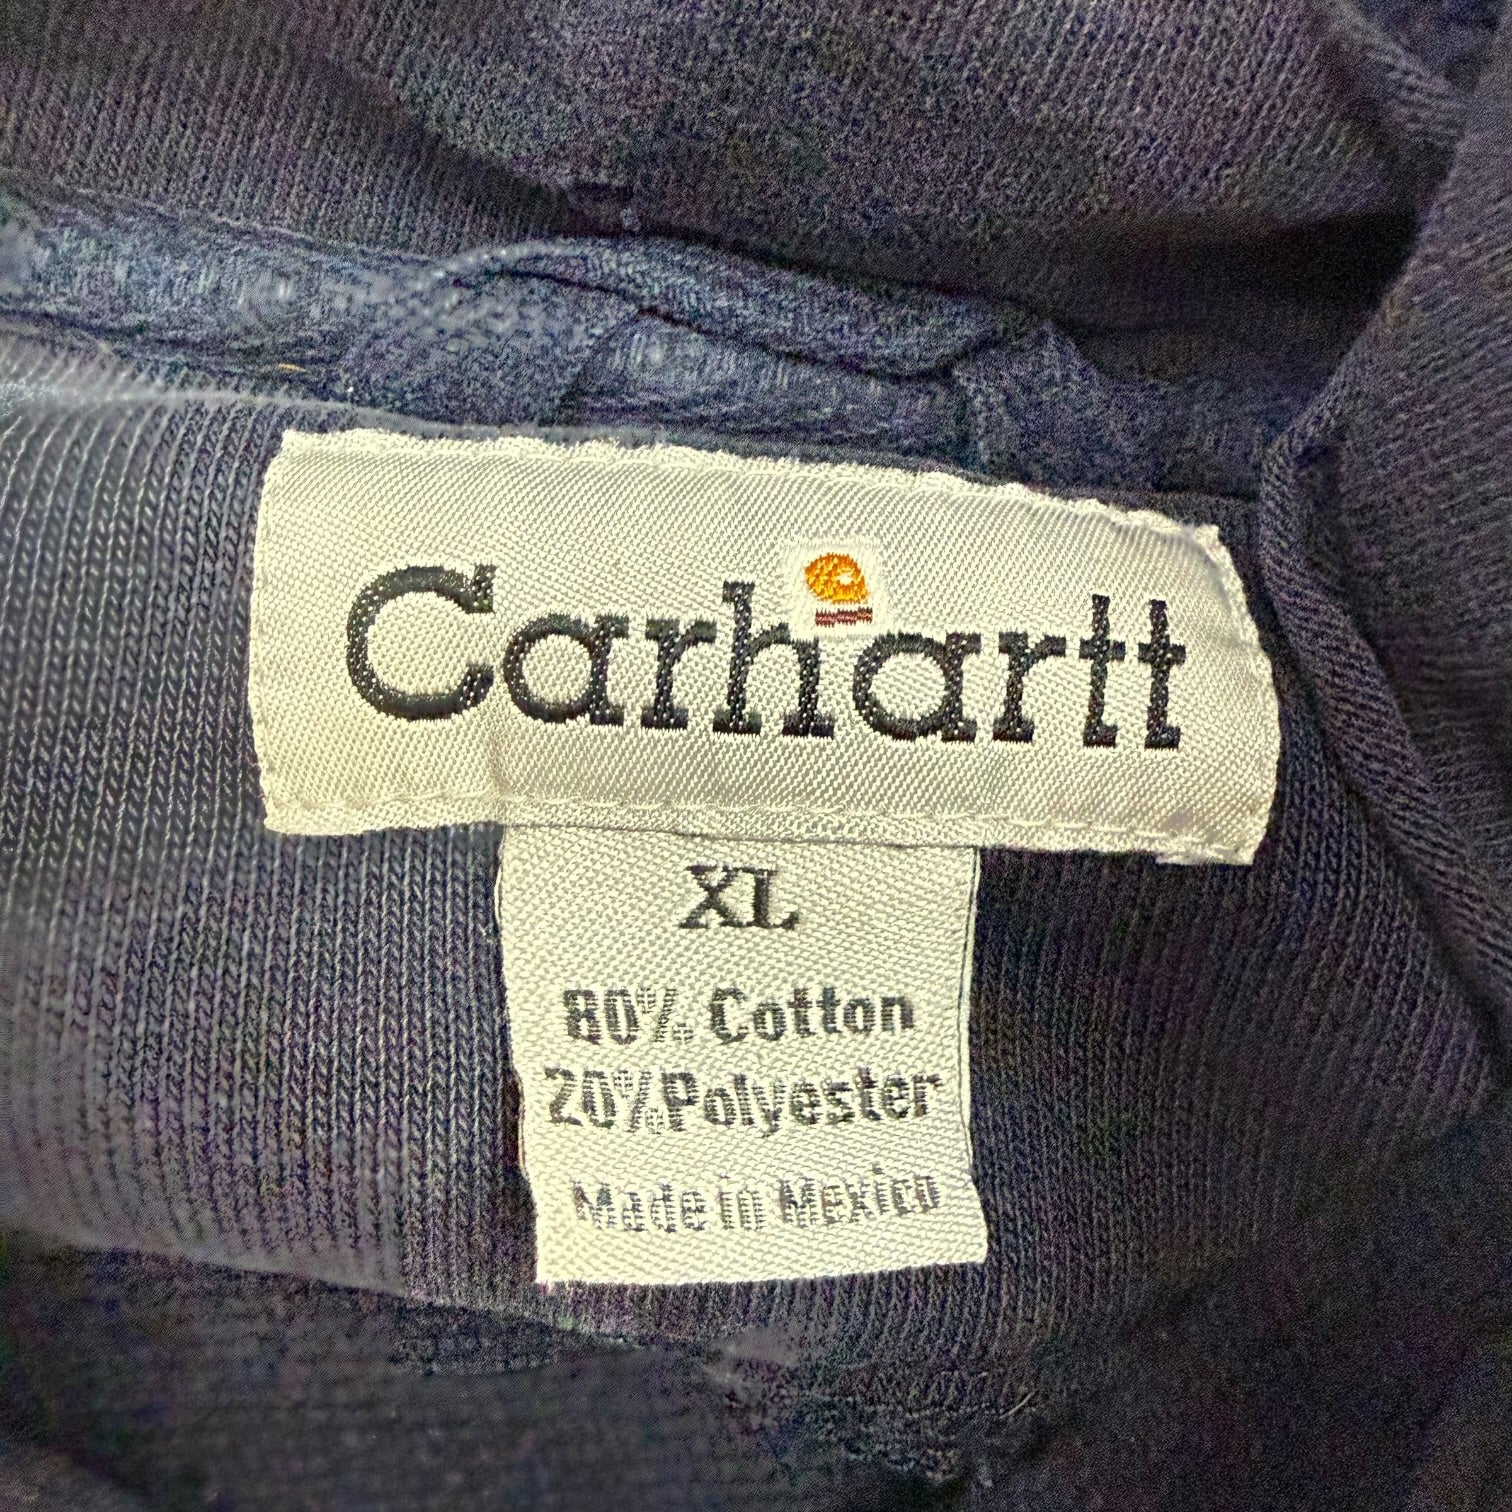 Carhartt
XL
80% Cotton
20% Polyester
Made in Mexico